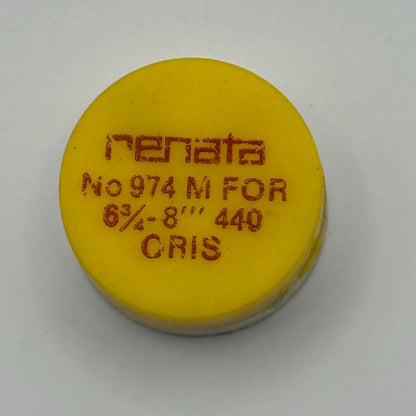 renata
No 974 M FOR
6¾-8''' 440
CRIS